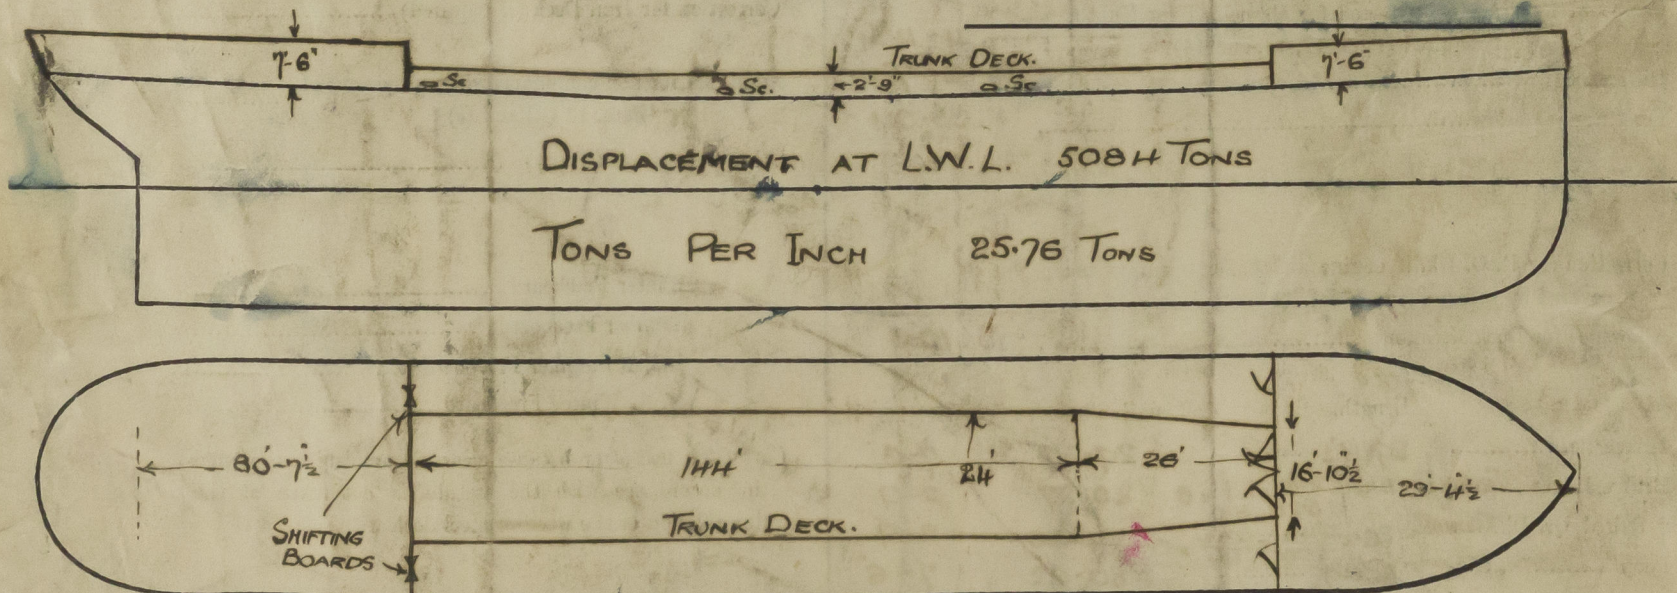 7'-6"
TRUNK DECK.
7'-6"
Sc
Sc.
2'-9"
Sc.
DISPLACEMENT AT L.W.L. 5084 TONS
TONS PER INCH 25.76 TONS
80'-7½"
144'
24'
26'
16'-10½"
29'-4½"
SHIFTING
BOARDS
TRUNK DECK.